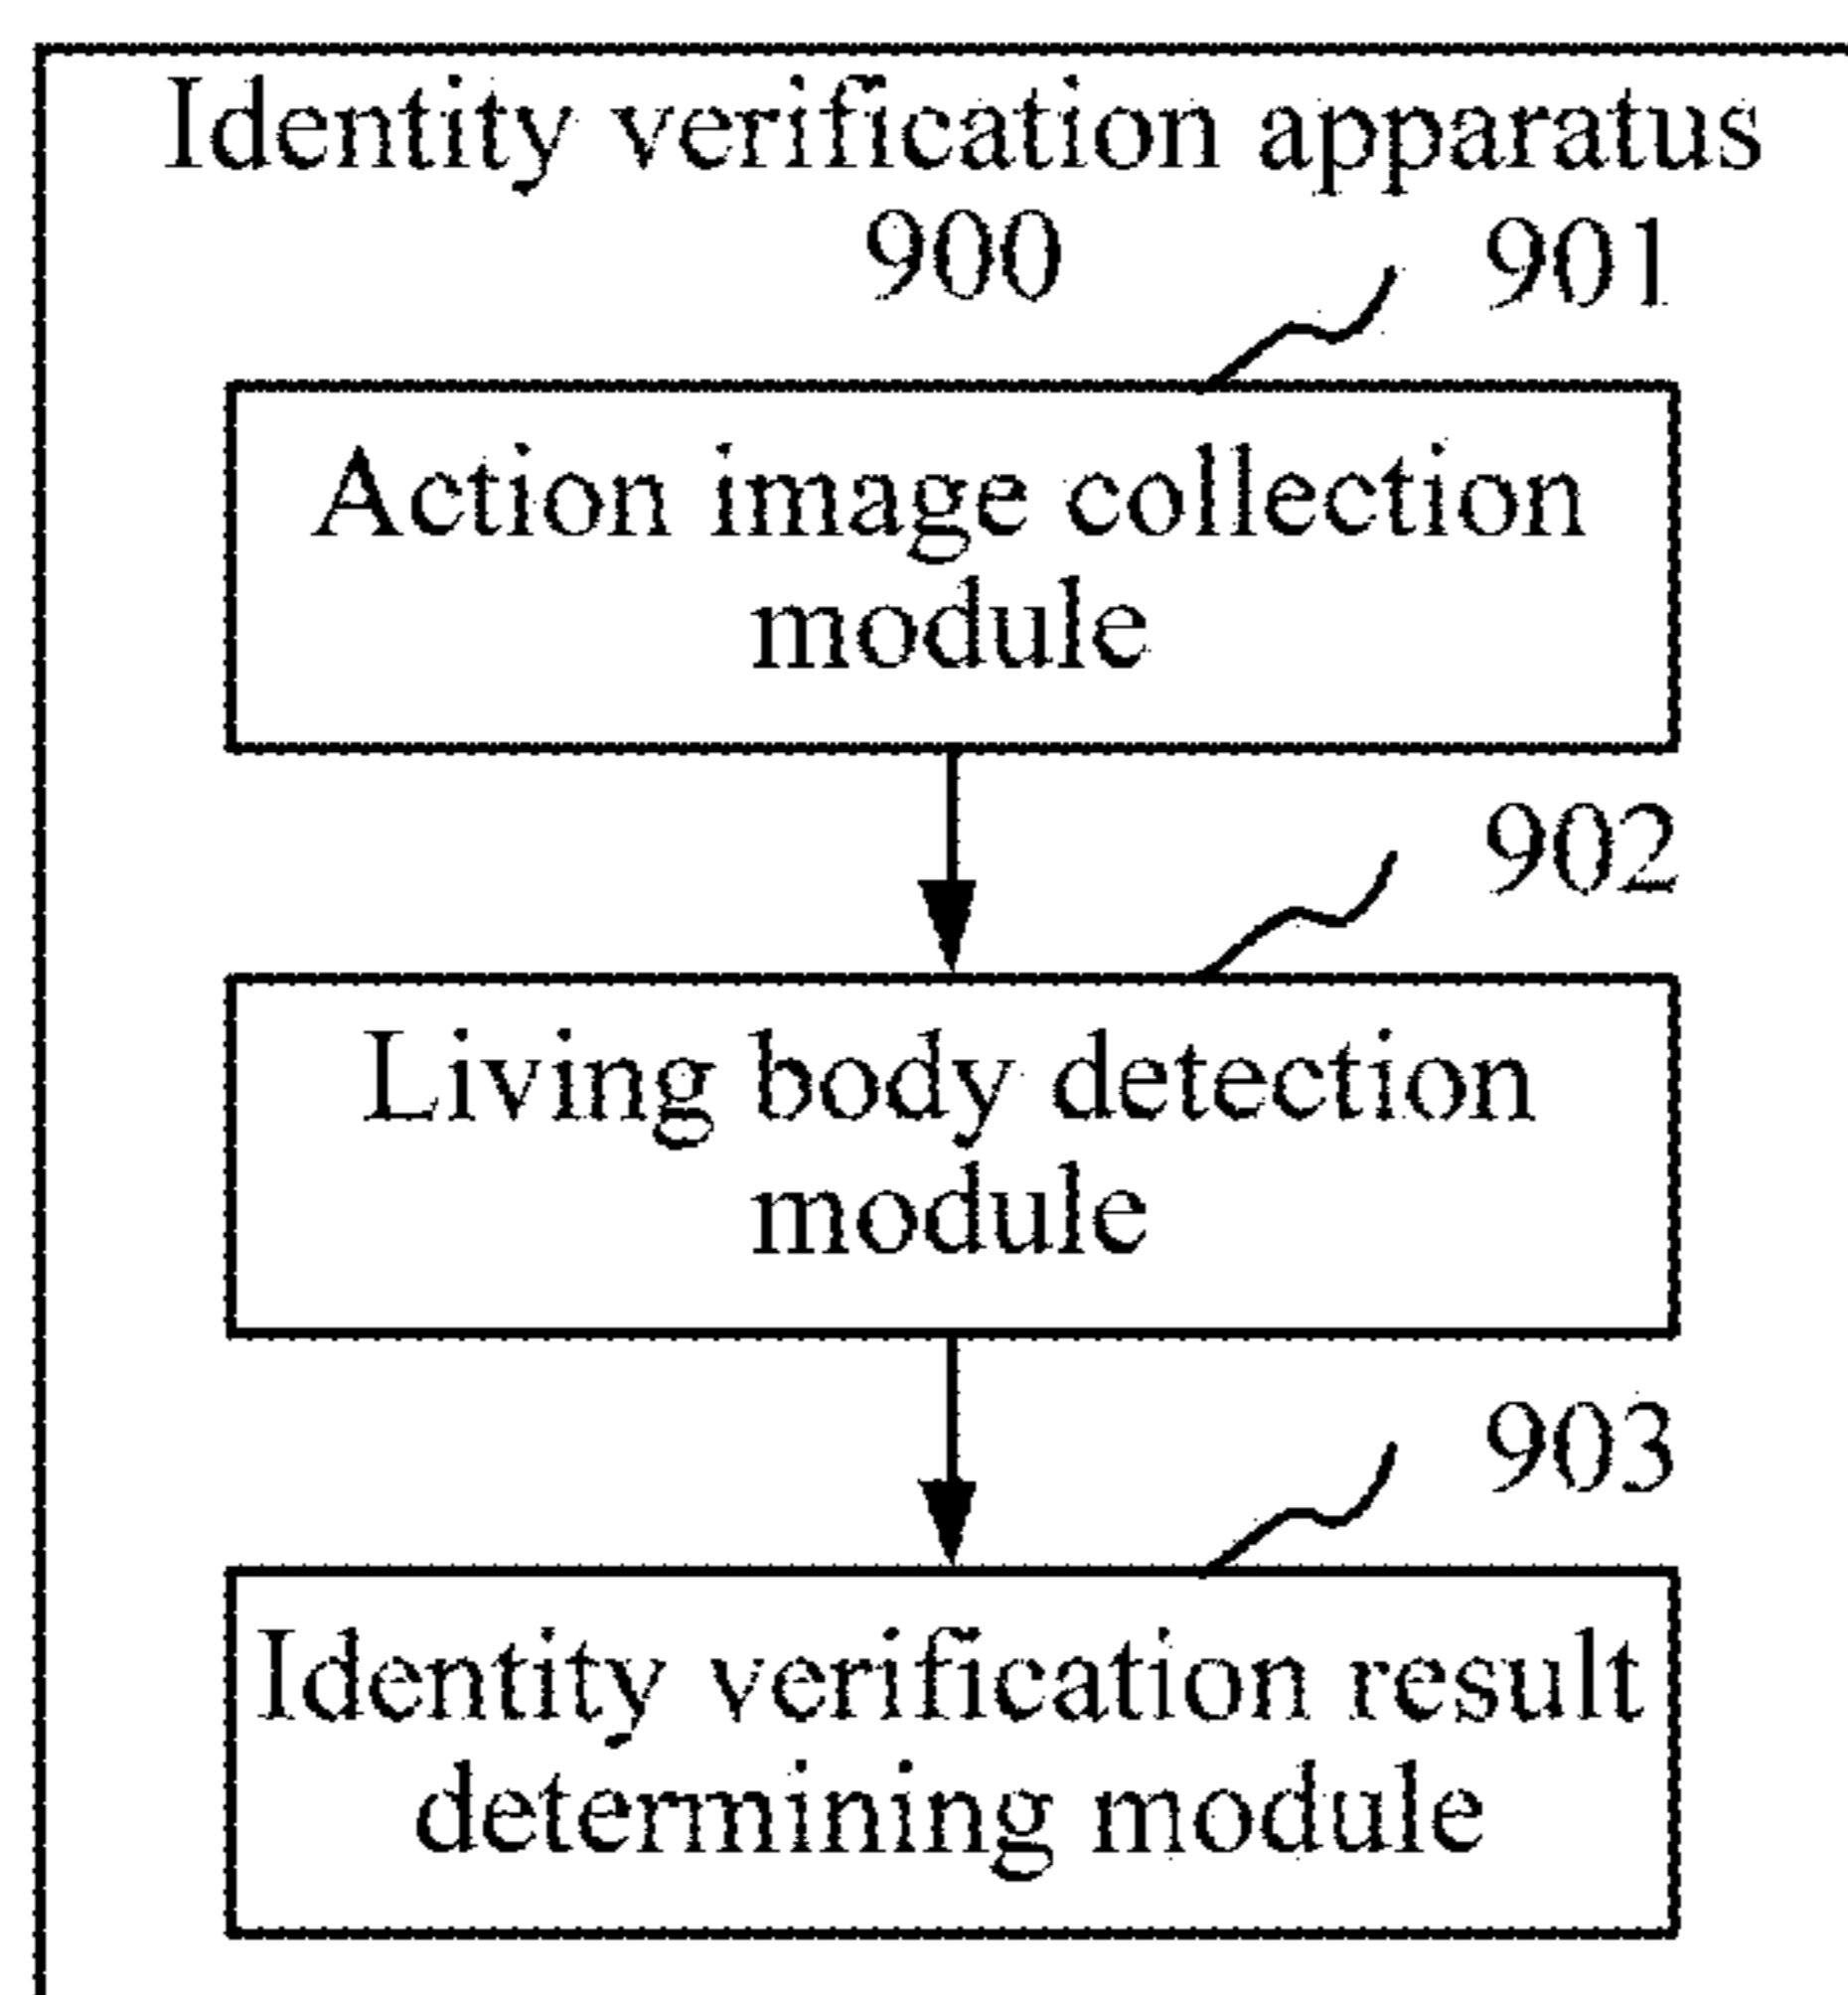 Identity verification apparatus
900
901
Action image collection
module
902
Living body detection
module
903
Identity verification result
determining module